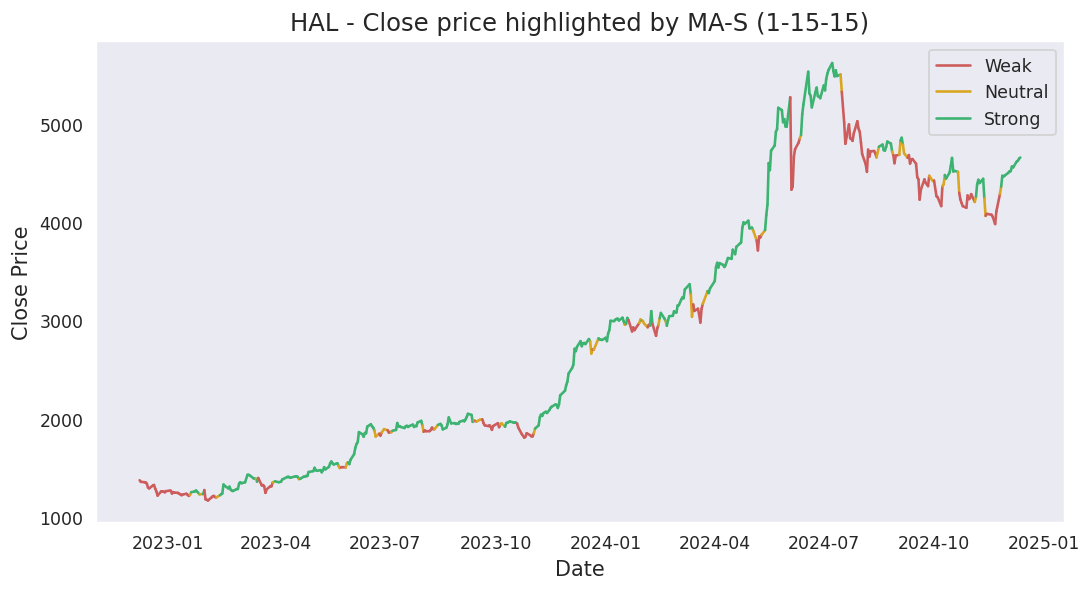 HAL - Close price highlighted by MA-S (1-15-15)
Weak
Neutral
Strong
Close Price
5000
4000
3000
2000
1000
2023-01 2023-04 2023-07 2023-10 2024-01 2024-04 2024-07 2024-10 2025-01
Date